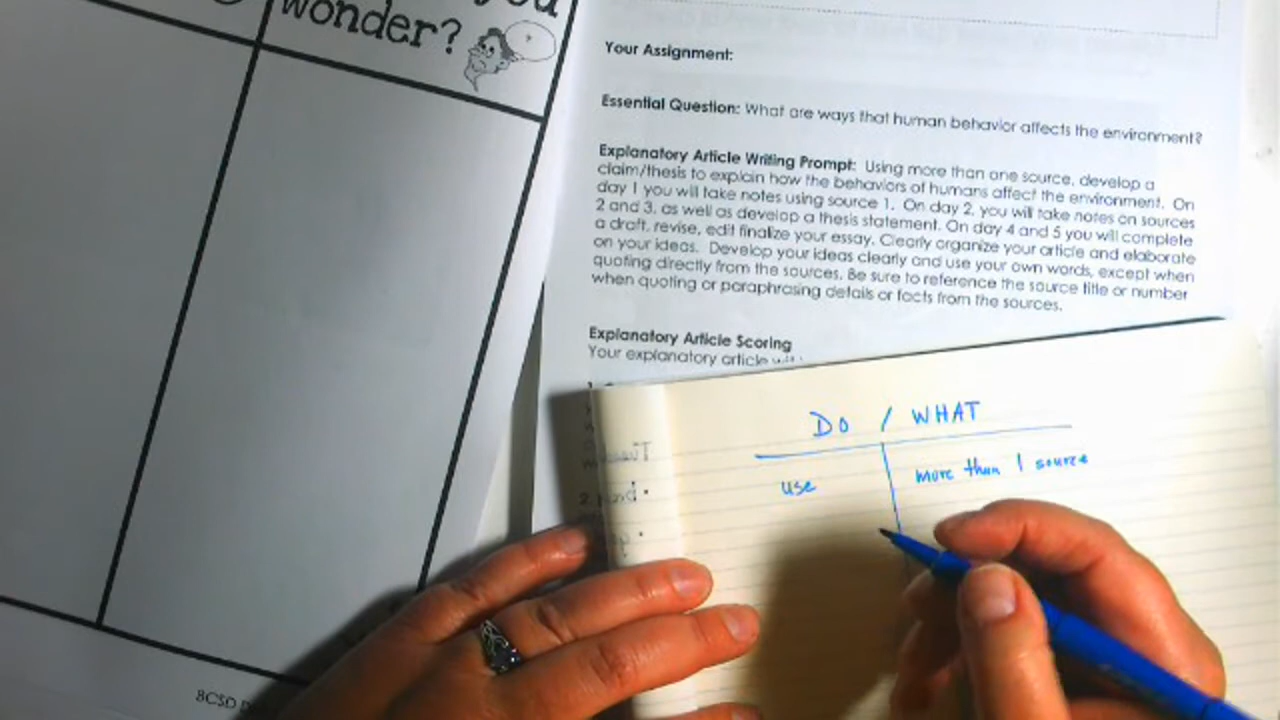 you
wonder?
Your Assignment:
Essential Question: What are ways that human behavior affects the environment?
Explanatory Article Writing Prompt: Using more than one source, develop a
claim/thesis to explain how the behaviors of humans affect the environment. On
day 1 you will take notes using source 1. On day 2, you will take notes on sources
2 and 3, as well as develop a thesis statement. On day 4 and 5 you will complete
a draft, revise, edit finalize your essay. Clearly organize your article and elaborate
on your ideas. Develop your ideas clearly and use your own words, except when
quoting directly from the sources. Be sure to reference the source title or number
when quoting or paraphrasing details or facts from the sources.
Explanatory Article Scoring
Your explanatory article
DO / WHAT
use more than 1 source
BCSD